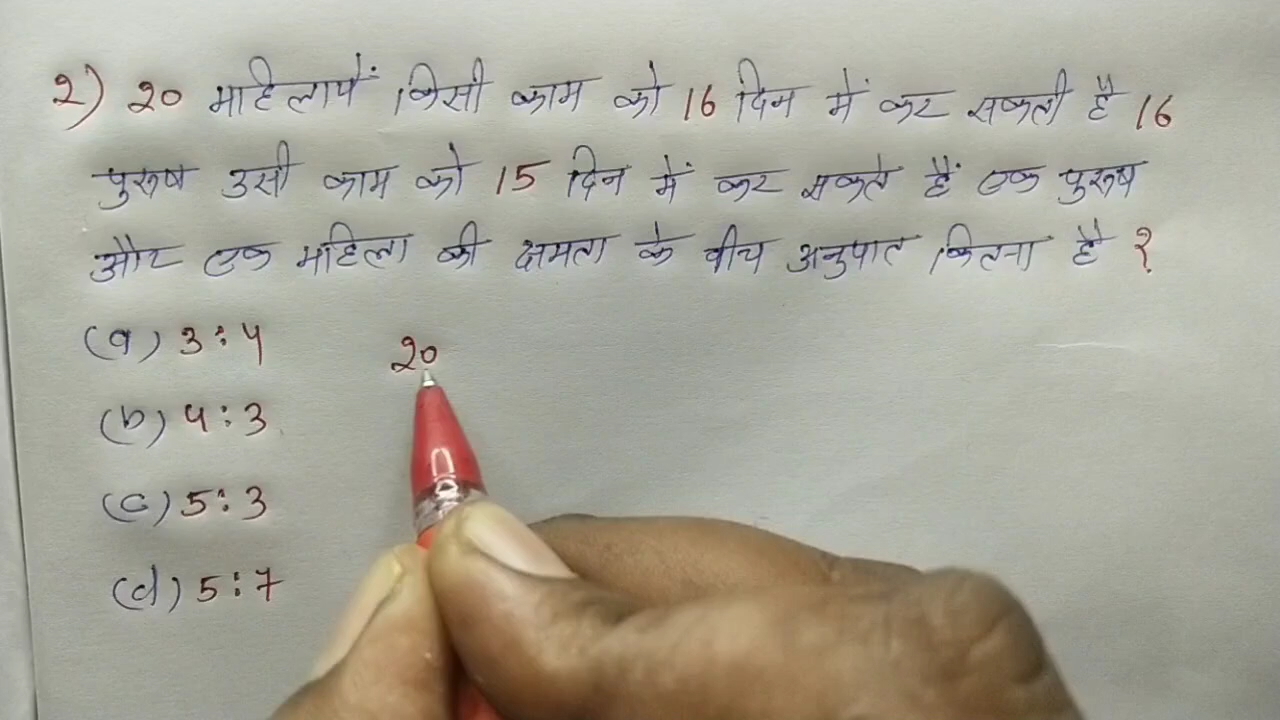 2) 20 महिलायें किसी काम को 16 दिन में कर सकती है 16
पुरुष उसी काम को 15 दिन में कर सकते हैं एक पुरुष
और एक महिला की क्षमता के बीच अनुपात कितना है ?
(a) 3:4
20
(b) 4:3
(c) 5:3
(d) 5:7